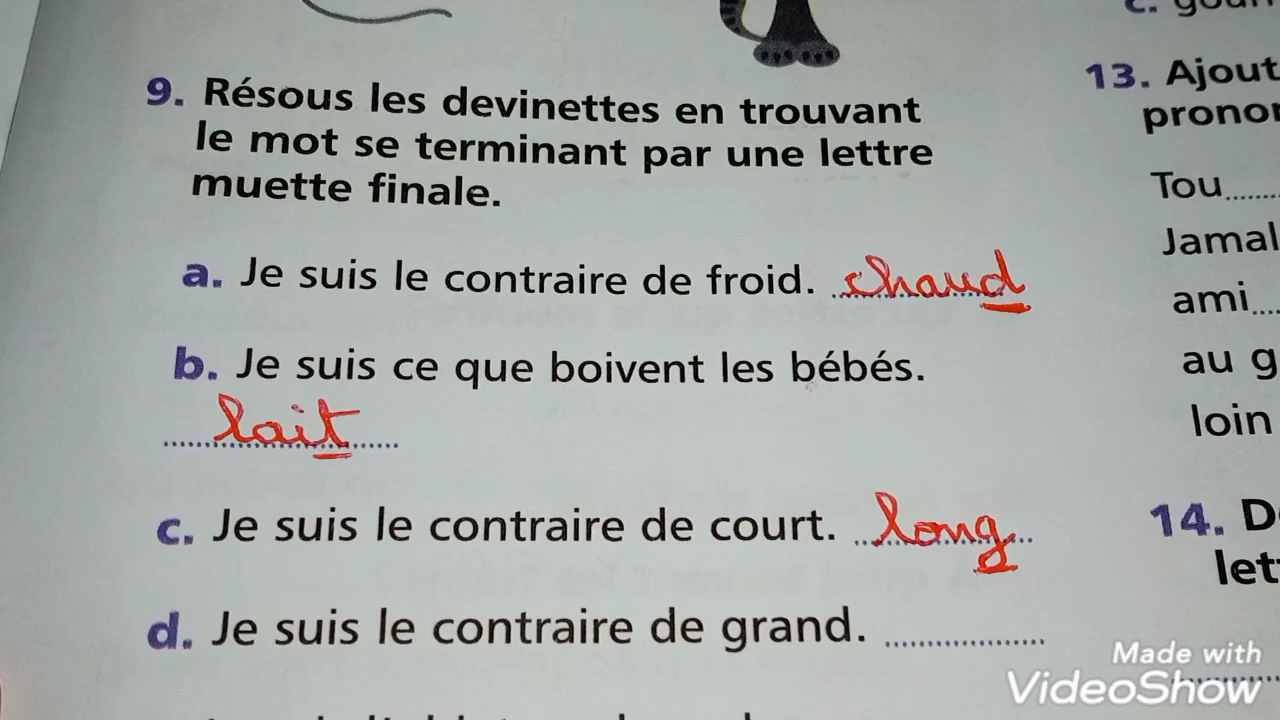 9. Résous les devinettes en trouvant
le mot se terminant par une lettre
muette finale.
a. Je suis le contraire de froid. chaud
b. Je suis ce que boivent les bébés.
lait
c. Je suis le contraire de court. long
d. Je suis le contraire de grand. ..................
13. Ajout
pronon
Tou........
Jamal
ami....
au g
loin
14. D
let
Made with
VideoShow